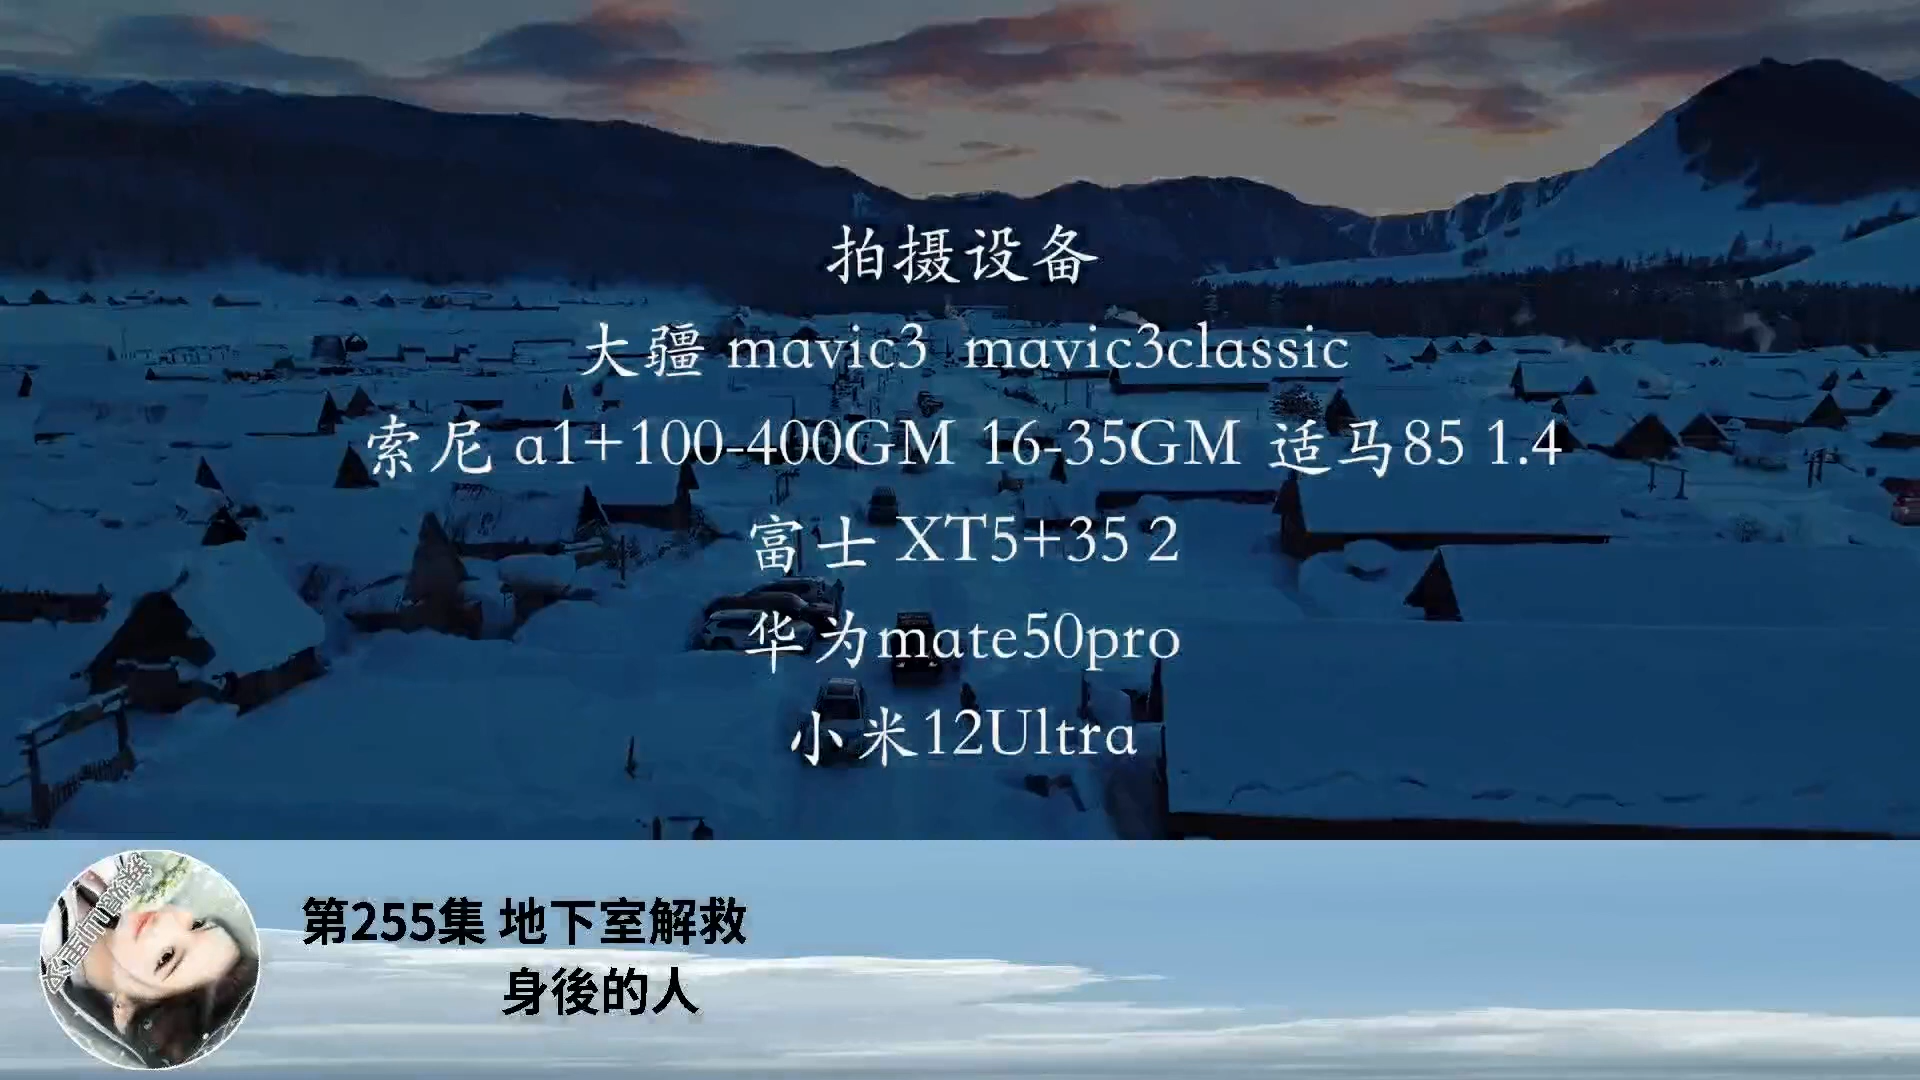 拍摄设备
大疆 mavic3 mavic3classic
索尼 a1+100-400GM 16-35GM 适马85 1.4
富士 XT5+35 2
华为mate50pro
小米12Ultra
第255集 地下室解救
身後的人